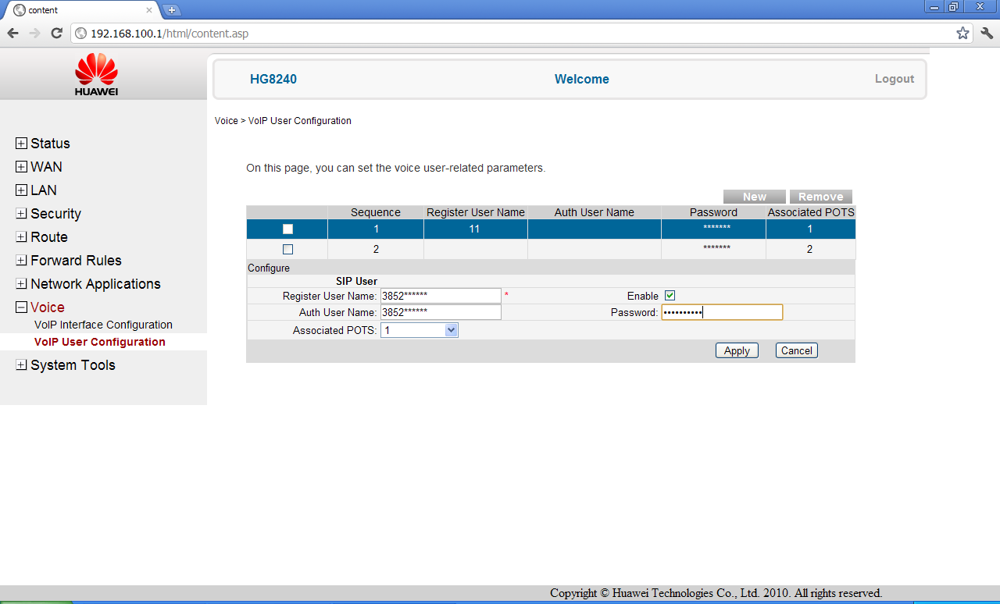 content
192.168.100.1/html/content.asp
HUAWEI
HG8240 Welcome Logout
Voice > VoIP User Configuration
Status
WAN
LAN
Security
Route
Forward Rules
Network Applications
Voice
VoIP Interface Configuration
VoIP User Configuration
System Tools
On this page, you can set the voice user-related parameters.
New Remove
Sequence Register User Name Auth User Name Password Associated POTS
1 11 ******* 1
2 ******* 2
Configure
SIP User
Register User Name: 3852****** * Enable
Auth User Name: 3852****** Password: ••••••••••
Associated POTS: 1
Apply Cancel
Copyright © Huawei Technologies Co., Ltd. 2010. All rights reserved.